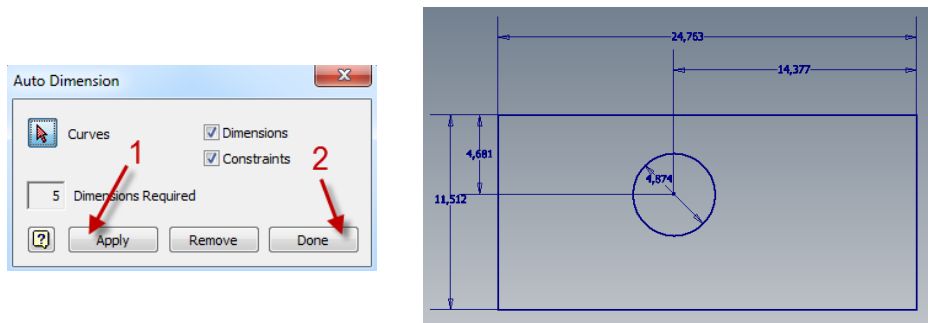 Auto Dimension
x
Curves
Dimensions
Constraints
1
2
5 Dimensions Required
?
Apply
Remove
Done
24,763
14,377
4,681
4,874
11,512